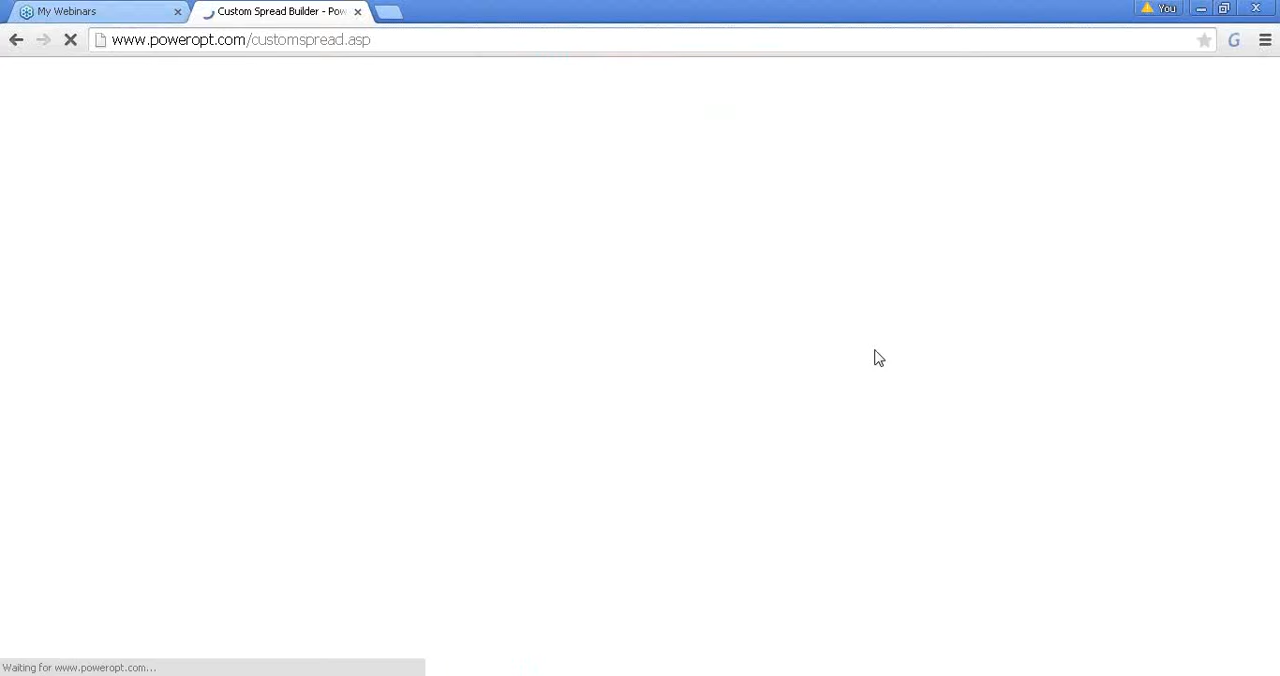 My Webinars
Custom Spread Builder - Pow
You
www.poweropt.com/customspread.asp
G
Waiting for www.poweropt.com...